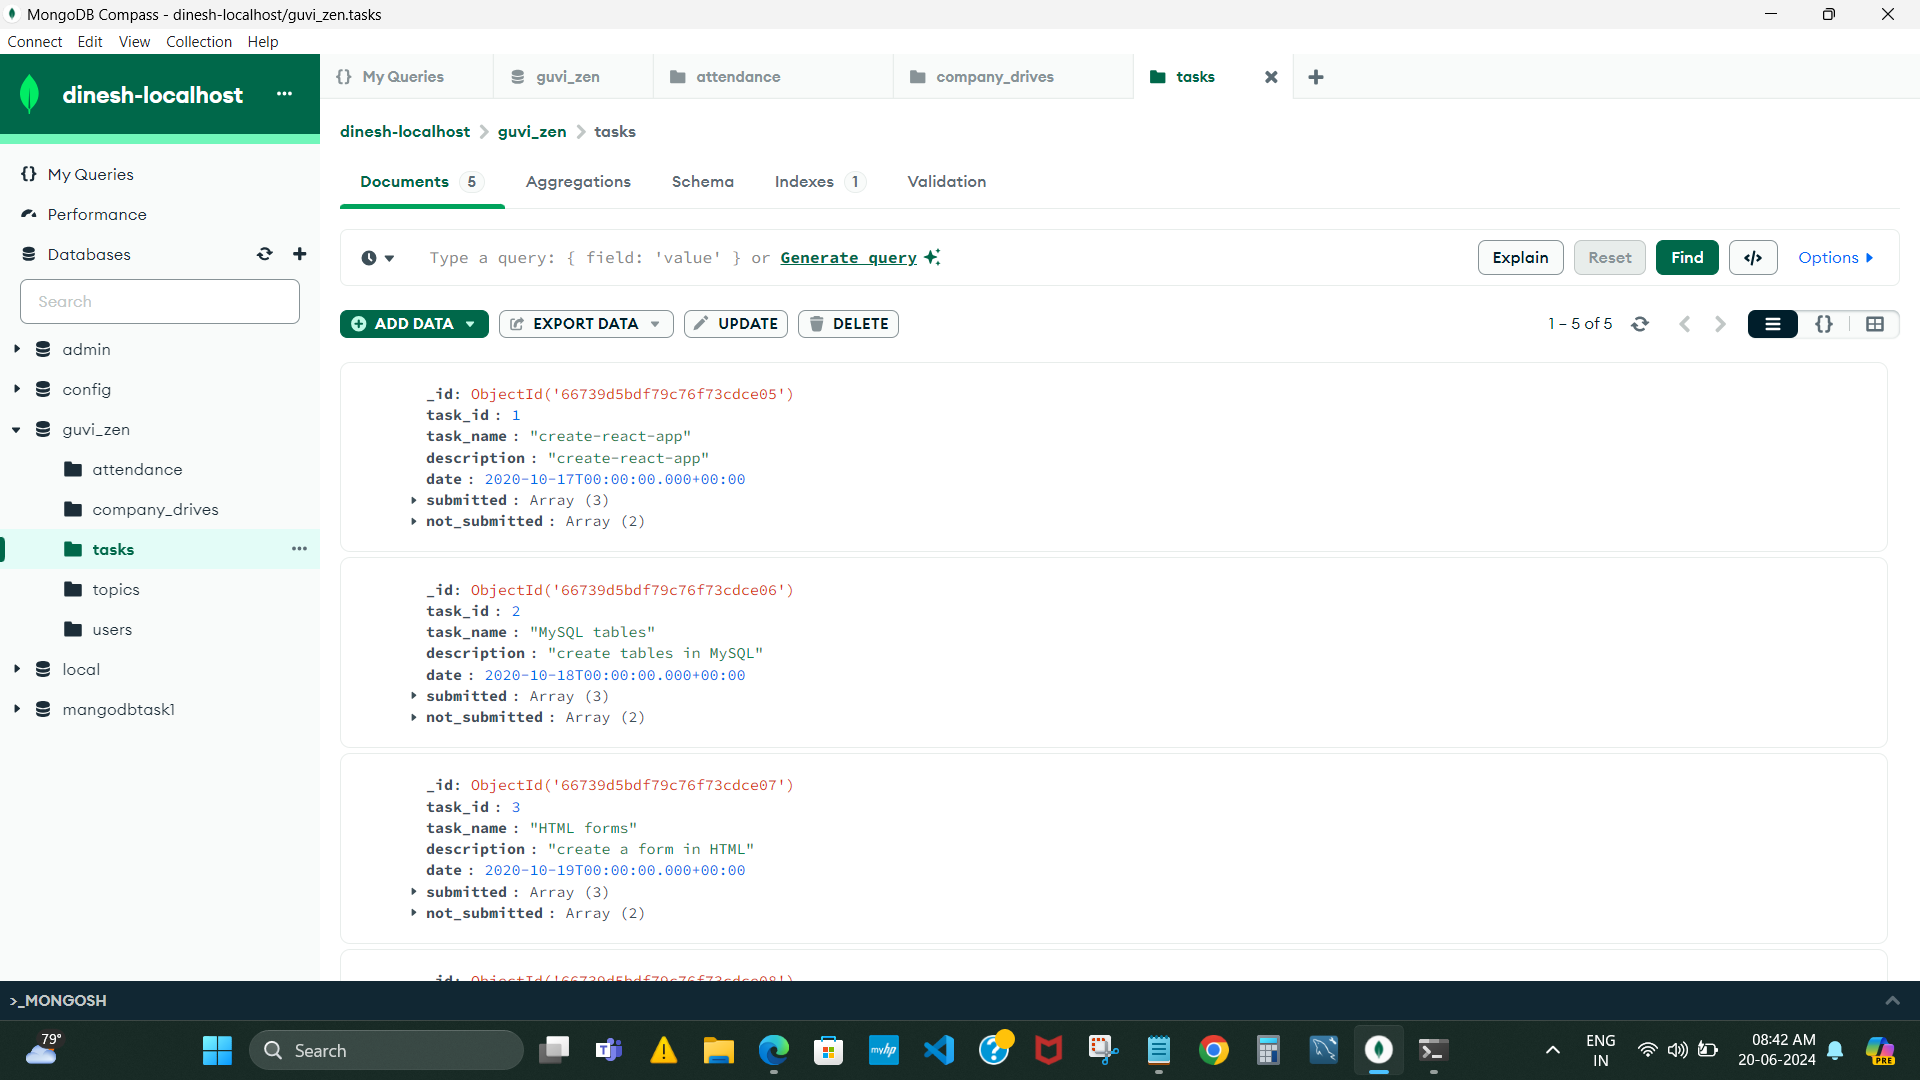 MongoDB Compass - dinesh-localhost/guvi_zen.tasks
Connect Edit View Collection Help
dinesh-localhost ...
{} My Queries
guvi_zen
attendance
company_drives
tasks
dinesh-localhost > guvi_zen > tasks
My Queries
Performance
Databases
Search
admin
config
guvi_zen
attendance
company_drives
tasks
topics
users
local
mangodbtask1
Documents 5
Aggregations
Schema
Indexes 1
Validation
Type a query: { field: 'value' } or Generate query
Explain
Reset
Find
</>
Options
ADD DATA
EXPORT DATA
UPDATE
DELETE
1 – 5 of 5
{}
_id: ObjectId('66739d5bdf79c76f73cdce05')
task_id : 1
task_name : "create-react-app"
description : "create-react-app"
date : 2020-10-17T00:00:00.000+00:00
submitted : Array (3)
not_submitted : Array (2)
_id: ObjectId('66739d5bdf79c76f73cdce06')
task_id : 2
task_name : "MySQL tables"
description : "create tables in MySQL"
date : 2020-10-18T00:00:00.000+00:00
submitted : Array (3)
not_submitted : Array (2)
_id: ObjectId('66739d5bdf79c76f73cdce07')
task_id : 3
task_name : "HTML forms"
description : "create a form in HTML"
date : 2020-10-19T00:00:00.000+00:00
submitted : Array (3)
not_submitted : Array (2)
_id: ObjectId('66739d5bdf79c76f73cdce08')
>_MONGOSH
79°
Search
myhp
ENG
IN
08:42 AM
20-06-2024
PRE